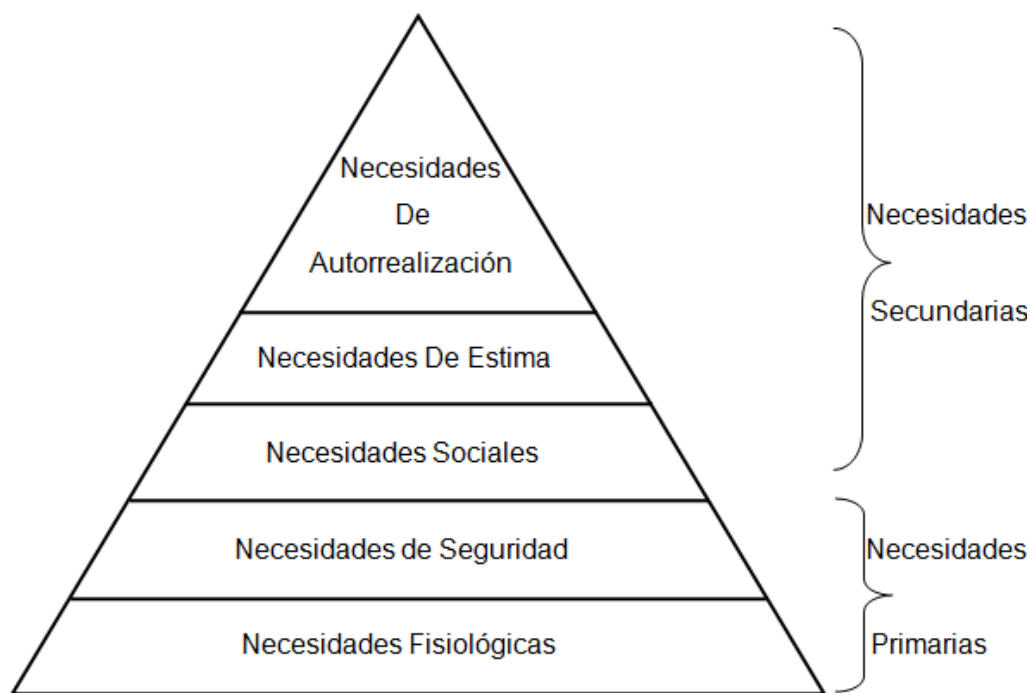 Necesidades
De
Autorrealización
Necesidades De Estima
Necesidades Sociales
Necesidades de Seguridad
Necesidades Fisiológicas
Necesidades
Secundarias
Necesidades
Primarias